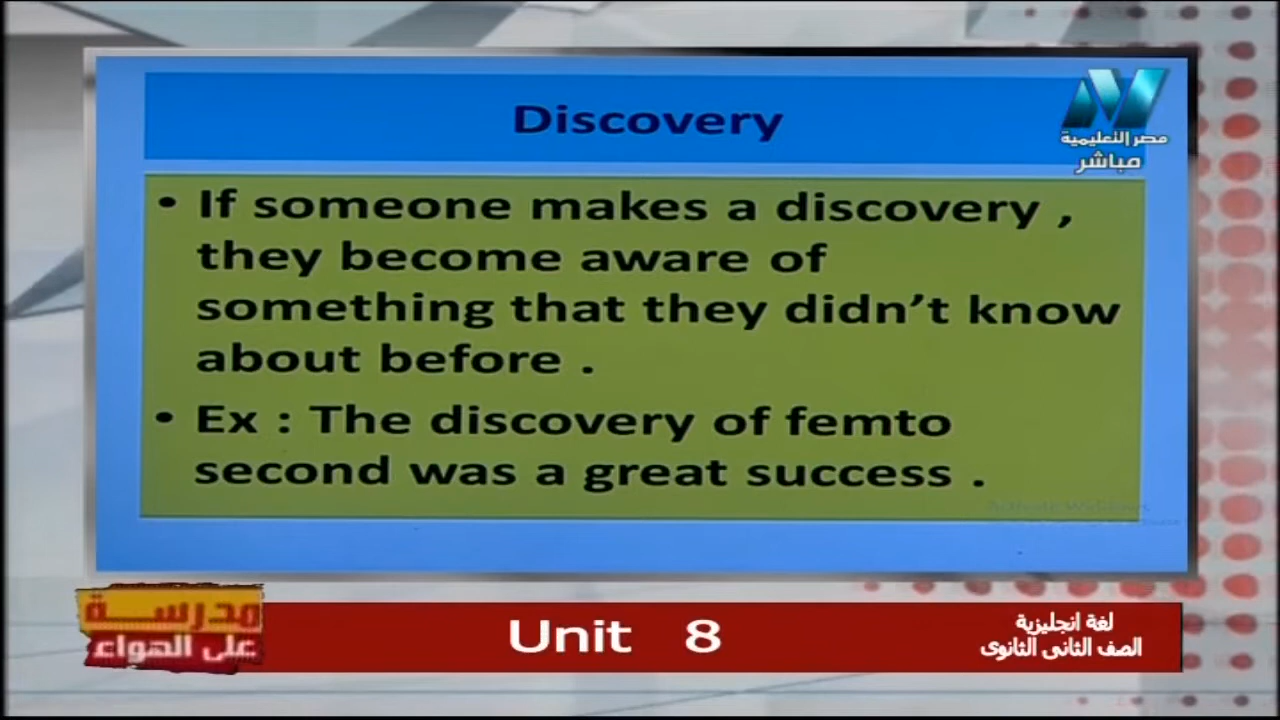 Discovery
مصر التعليمية
مباشر
• If someone makes a discovery ,
they become aware of
something that they didn’t know
about before .
• Ex : The discovery of femto
second was a great success .
Activate Windows
مدرسة
على الهواء
Unit 8
لغة انجليزية
الصف الثانى الثانوى